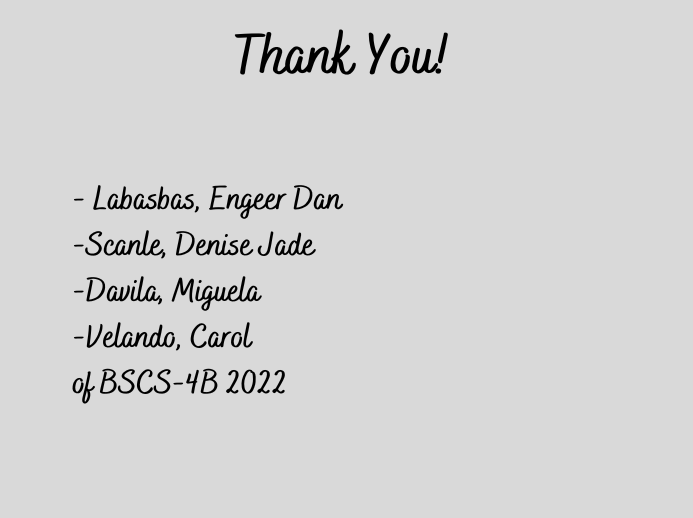 Thank You!
- Labasbas, Engeer Dan
-Scanle, Denise Jade
-Davila, Miguela
-Velando, Carol
of BSCS-4B 2022